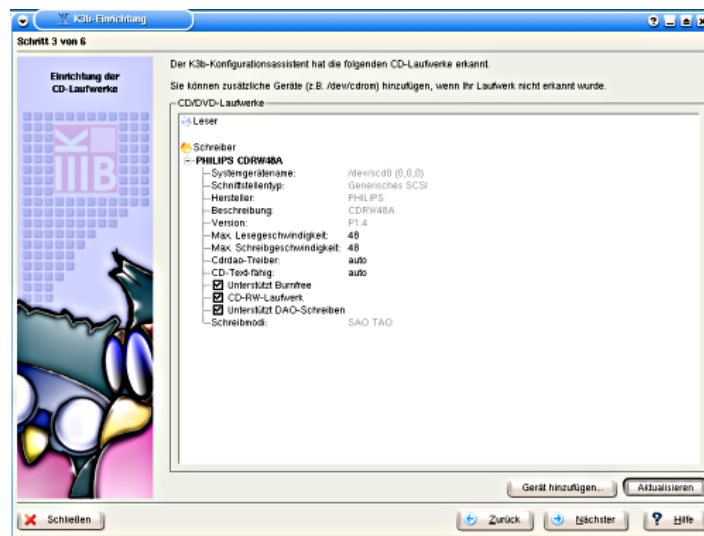 K3b-Einrichtung
Schritt 3 von 6
Einrichtung der
CD-Laufwerke
K
IIIB
Der K3b-Konfigurationsassistent hat die folgenden CD-Laufwerke erkannt.
Sie können zusätzliche Geräte (z.B. /dev/cdrom) hinzufügen, wenn Ihr Laufwerk nicht erkannt wurde.
CD/DVD-Laufwerke
Leser
Schreiber
PHILIPS CDRW48A
Systemgerätename: /dev/scd0 (0,0,0)
Schnittstellentyp: Generisches SCSI
Hersteller: PHILIPS
Beschreibung: CDRW48A
Version: P1.4
Max. Lesegeschwindigkeit: 48
Max. Schreibgeschwindigkeit: 48
Cdrdao-Treiber: auto
CD-Text-fähig: auto
Unterstützt Burnfree
CD-RW-Laufwerk
Unterstützt DAO-Schreiben
Schreibmodi: SAO TAO
Gerät hinzufügen... Aktualisieren
Schließen Zurück Nächster Hilfe